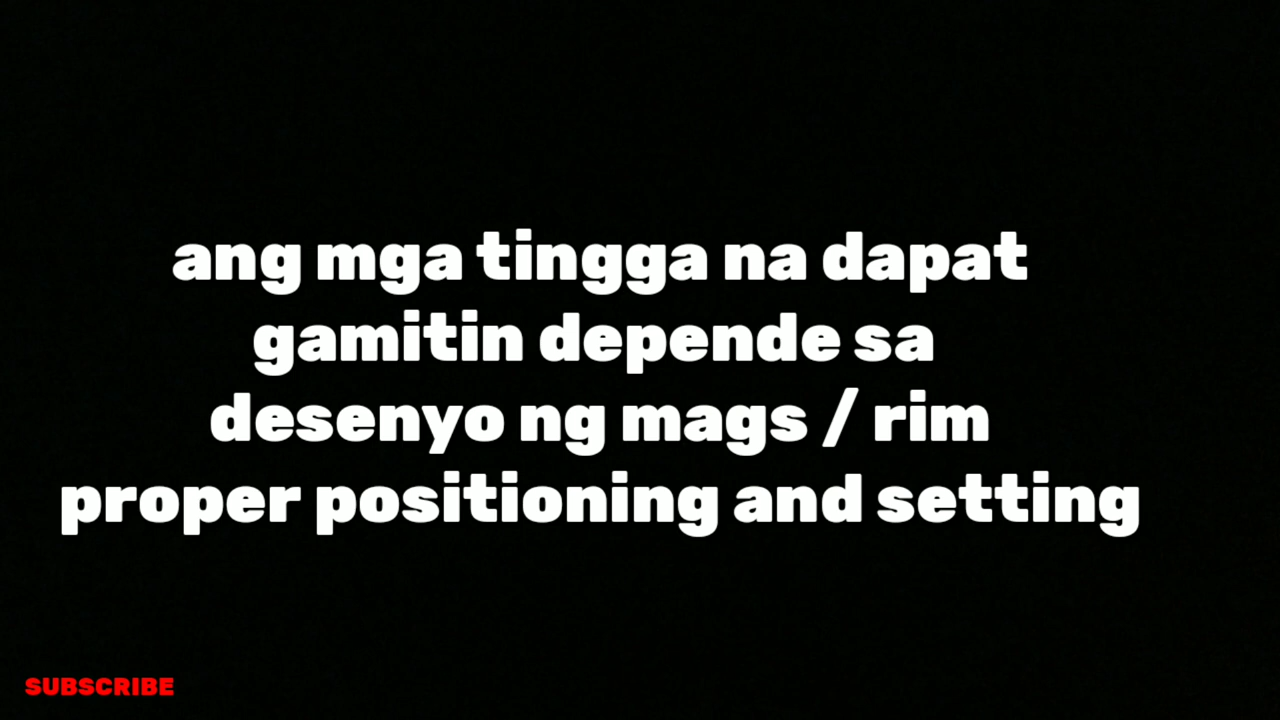 ang mga tingga na dapat
gamitin depende sa
desenyo ng mags / rim
proper positioning and setting
SUBSCRIBE